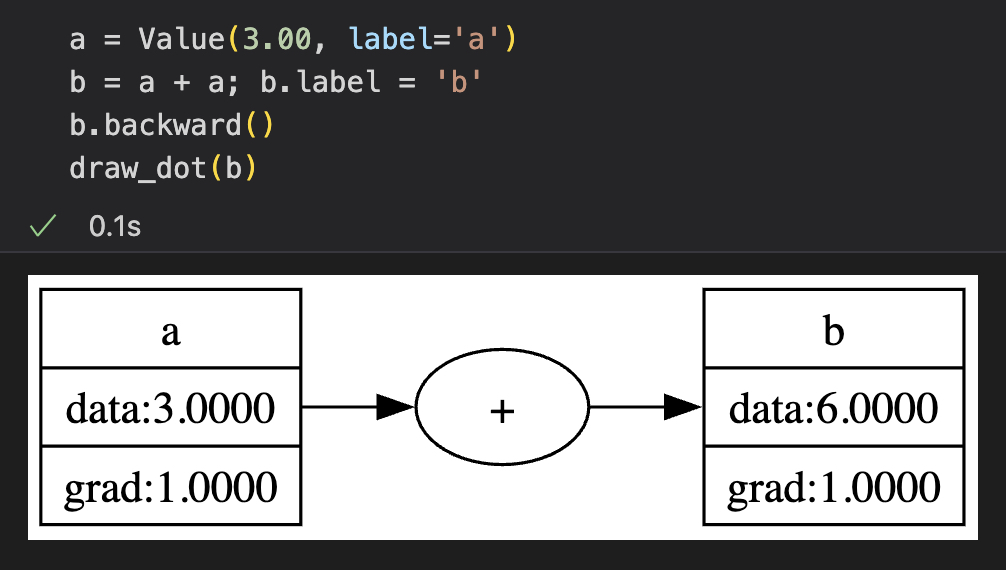 a = Value(3.00, label='a')
b = a + a; b.label = 'b'
b.backward()
draw_dot(b)
✓ 0.1s
a
data:3.0000
grad:1.0000
+
b
data:6.0000
grad:1.0000